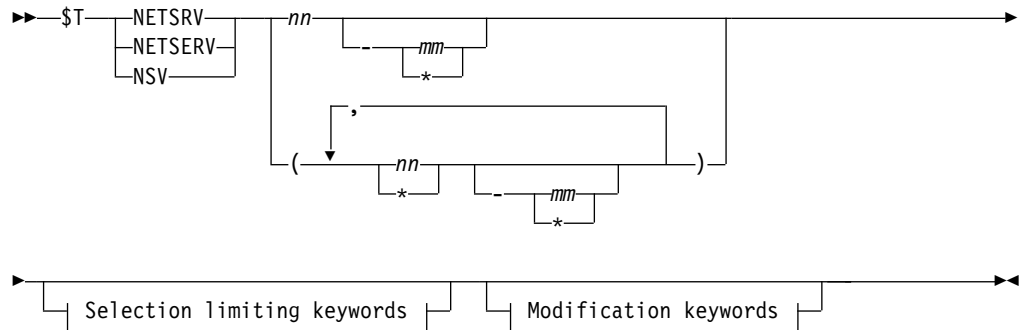 $T NETSRV nn
NETSERV - mm
NSV *
,
( nn )
* - mm
*
Selection limiting keywords Modification keywords